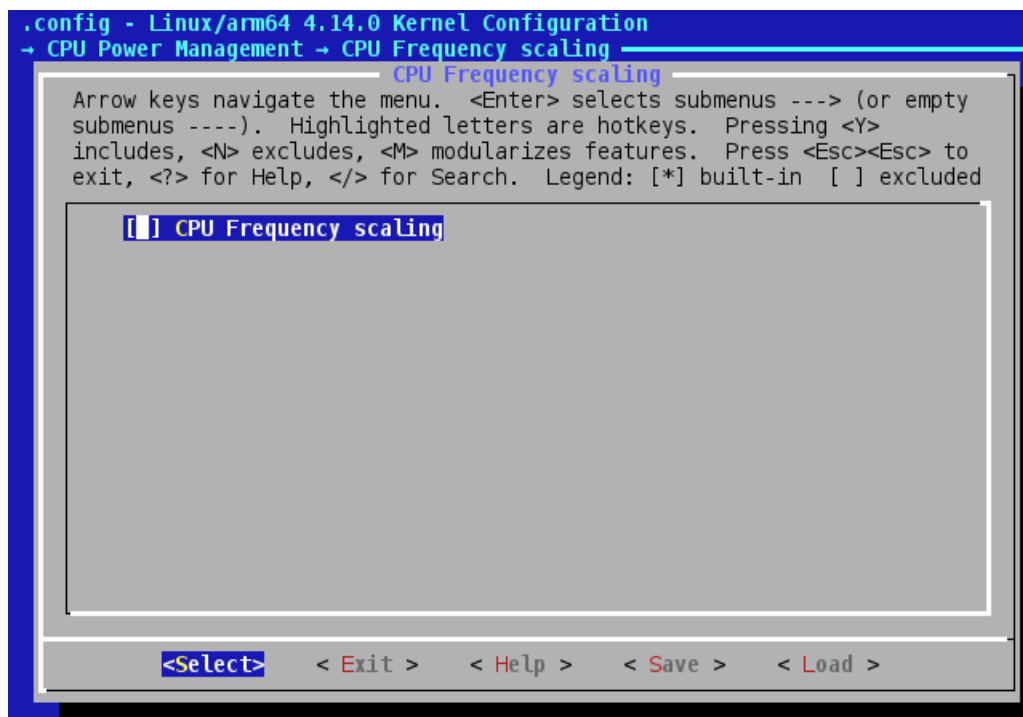 .config - Linux/arm64 4.14.0 Kernel Configuration
→ CPU Power Management → CPU Frequency scaling
CPU Frequency scaling
Arrow keys navigate the menu.  <Enter> selects submenus ---> (or empty
submenus ----).  Highlighted letters are hotkeys.  Pressing <Y>
includes, <N> excludes, <M> modularizes features.  Press <Esc><Esc> to
exit, <?> for Help, </> for Search.  Legend: [*] built-in  [ ] excluded
[ ] CPU Frequency scaling
<Select>    < Exit >    < Help >    < Save >    < Load >